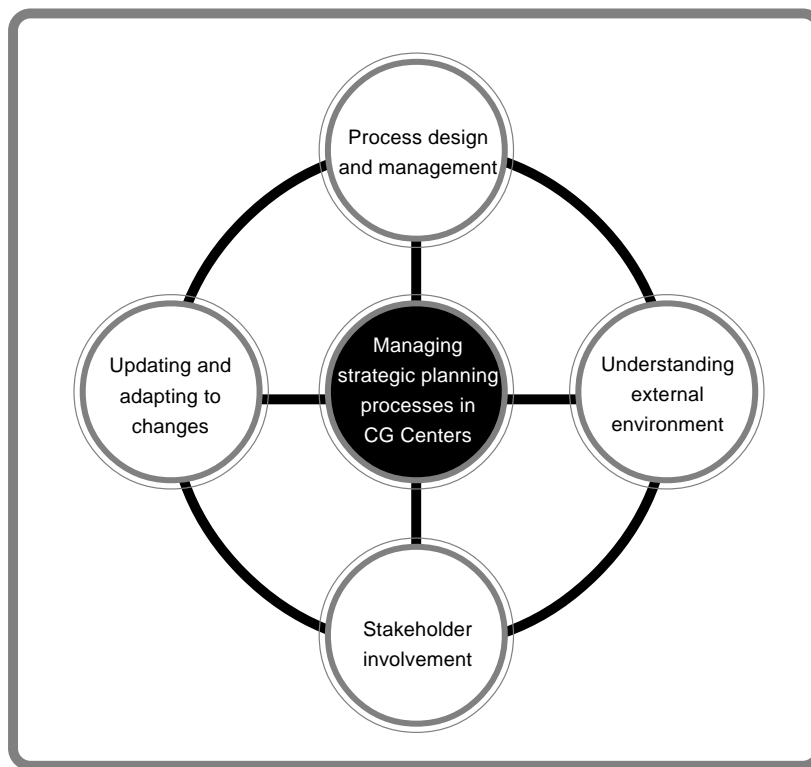 Process design
and management
Updating and
adapting to
changes
Managing
strategic planning
processes in
CG Centers
Understanding
external
environment
Stakeholder
involvement